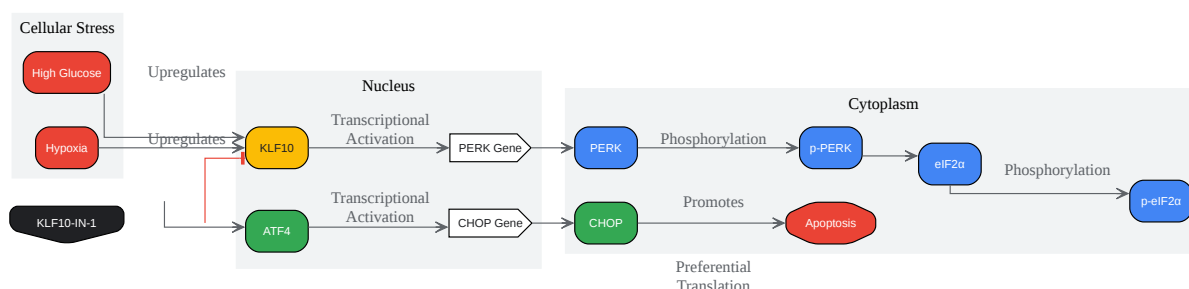 Cellular Stress
High Glucose
Upregulates
Nucleus
Cytoplasm
Hypoxia
Upregulates
KLF10
Transcriptional
Activation
PERK Gene
PERK
Phosphorylation
p-PERK
eIF2α
Phosphorylation
p-eIF2α
KLF10-IN-1
ATF4
Transcriptional
Activation
CHOP Gene
CHOP
Promotes
Apoptosis
Preferential
Translation